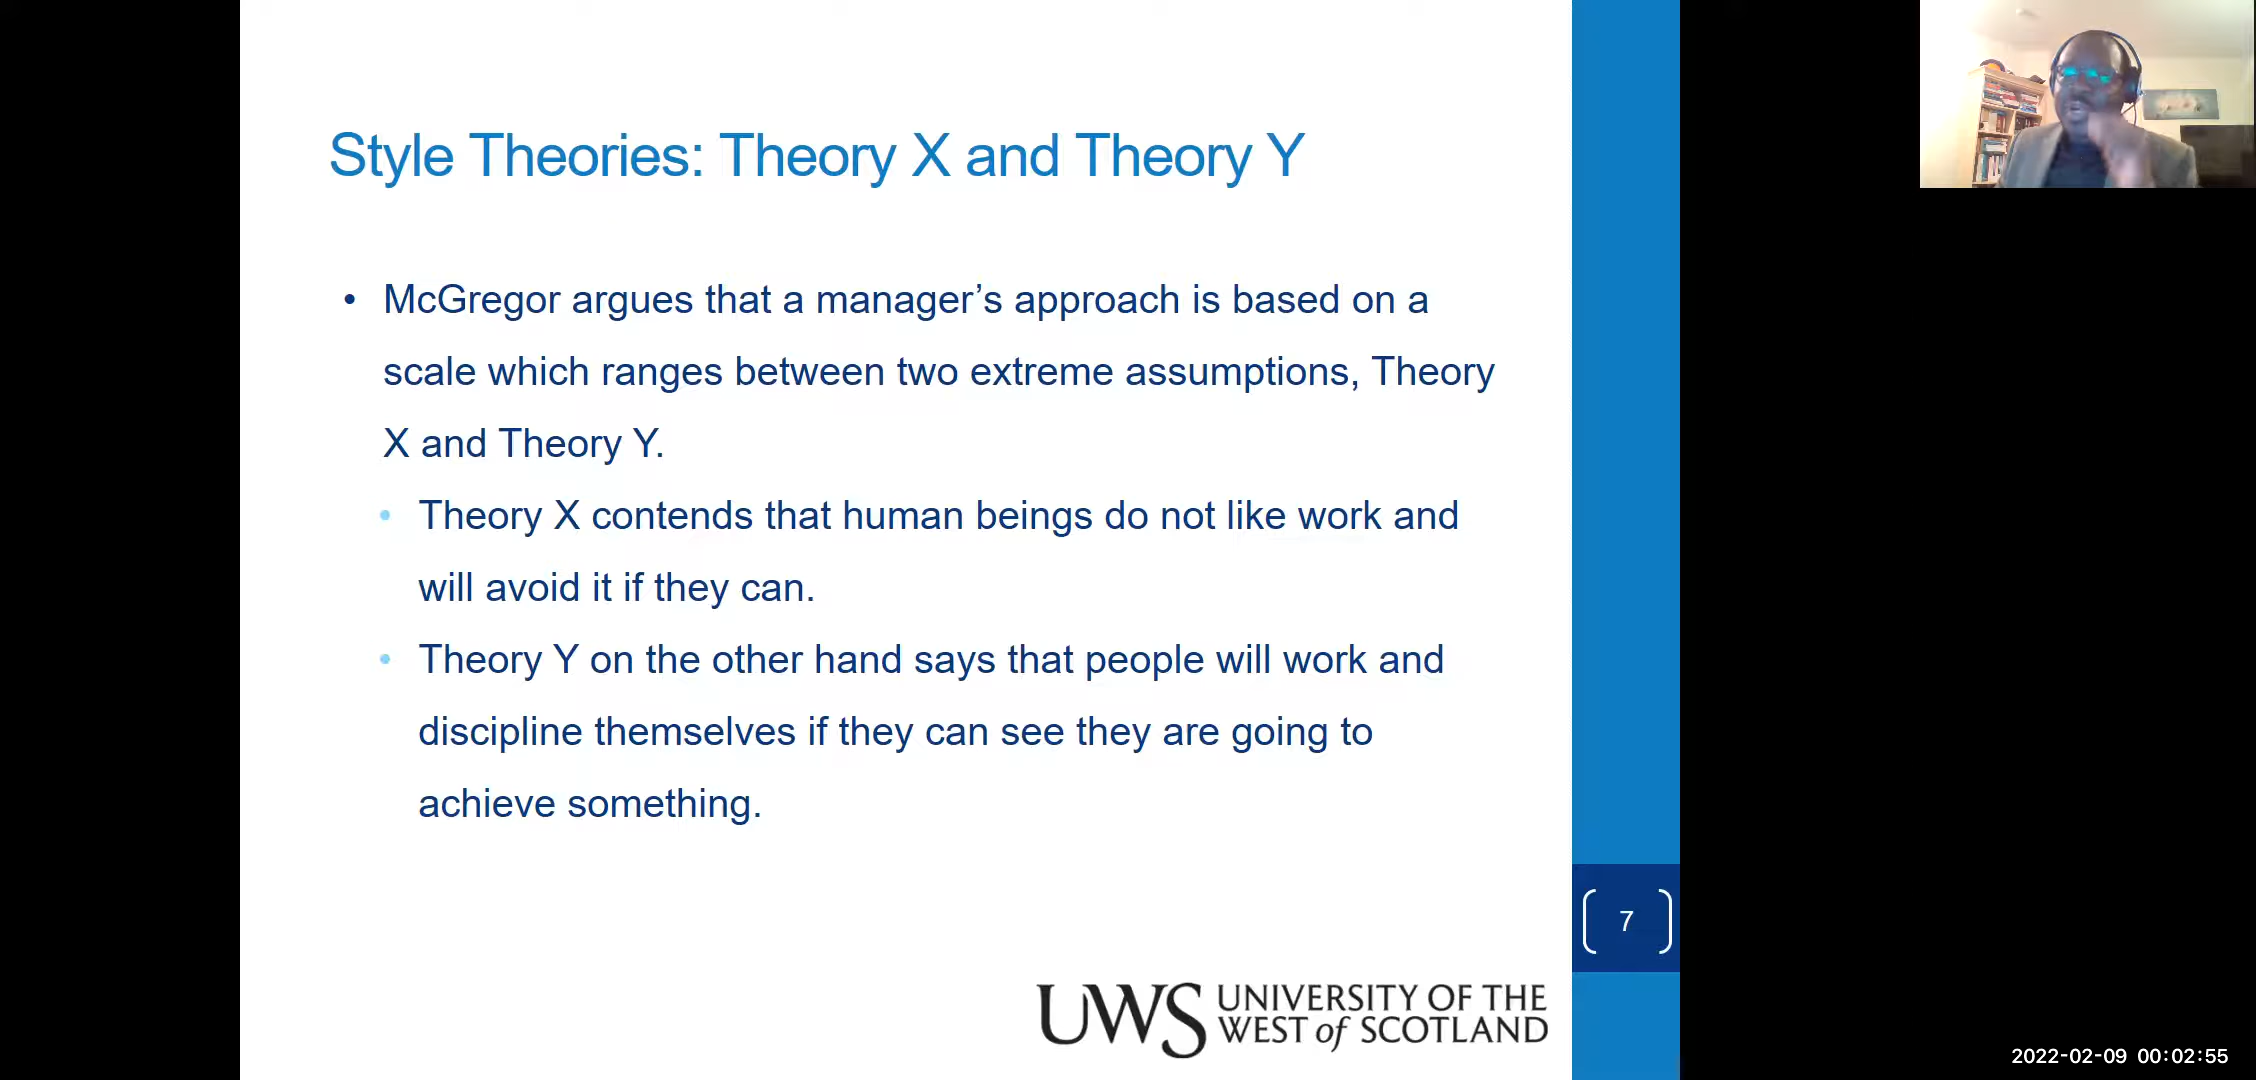 Style Theories: Theory X and Theory Y
• McGregor argues that a manager’s approach is based on a
scale which ranges between two extreme assumptions, Theory
X and Theory Y.
• Theory X contends that human beings do not like work and
will avoid it if they can.
• Theory Y on the other hand says that people will work and
discipline themselves if they can see they are going to
achieve something.
7
UWS UNIVERSITY OF THE
WEST of SCOTLAND
2022-02-09 00:02:55